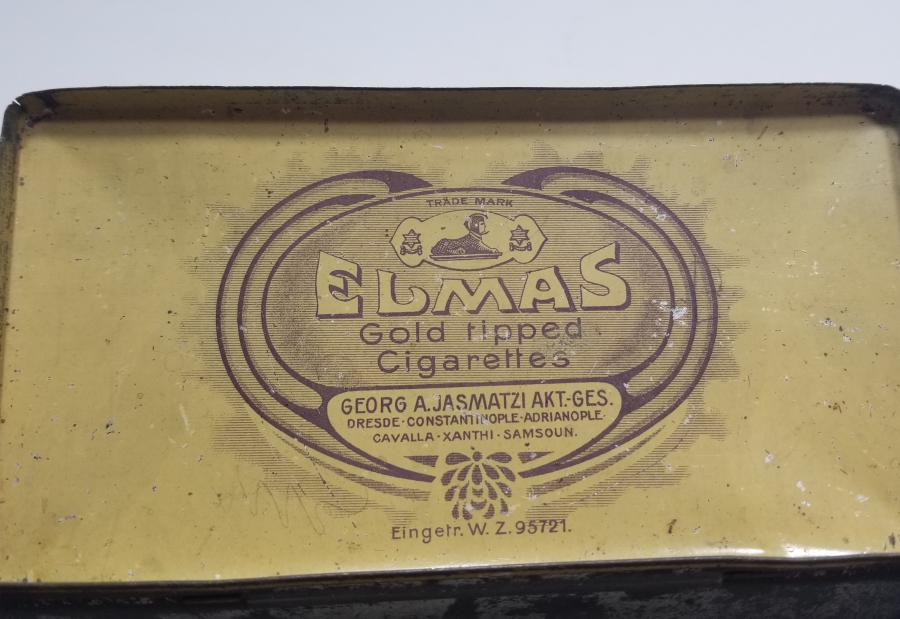 TRADE MARK
ELMAS
Gold tipped
Cigarettes
GEORG A. JASMATZI AKT.-GES.
DRESDE · CONSTANTINOPLE · ADRIANOPLE ·
CAVALLA · XANTHI · SAMSOUN.
Eingetr. W. Z. 95721.